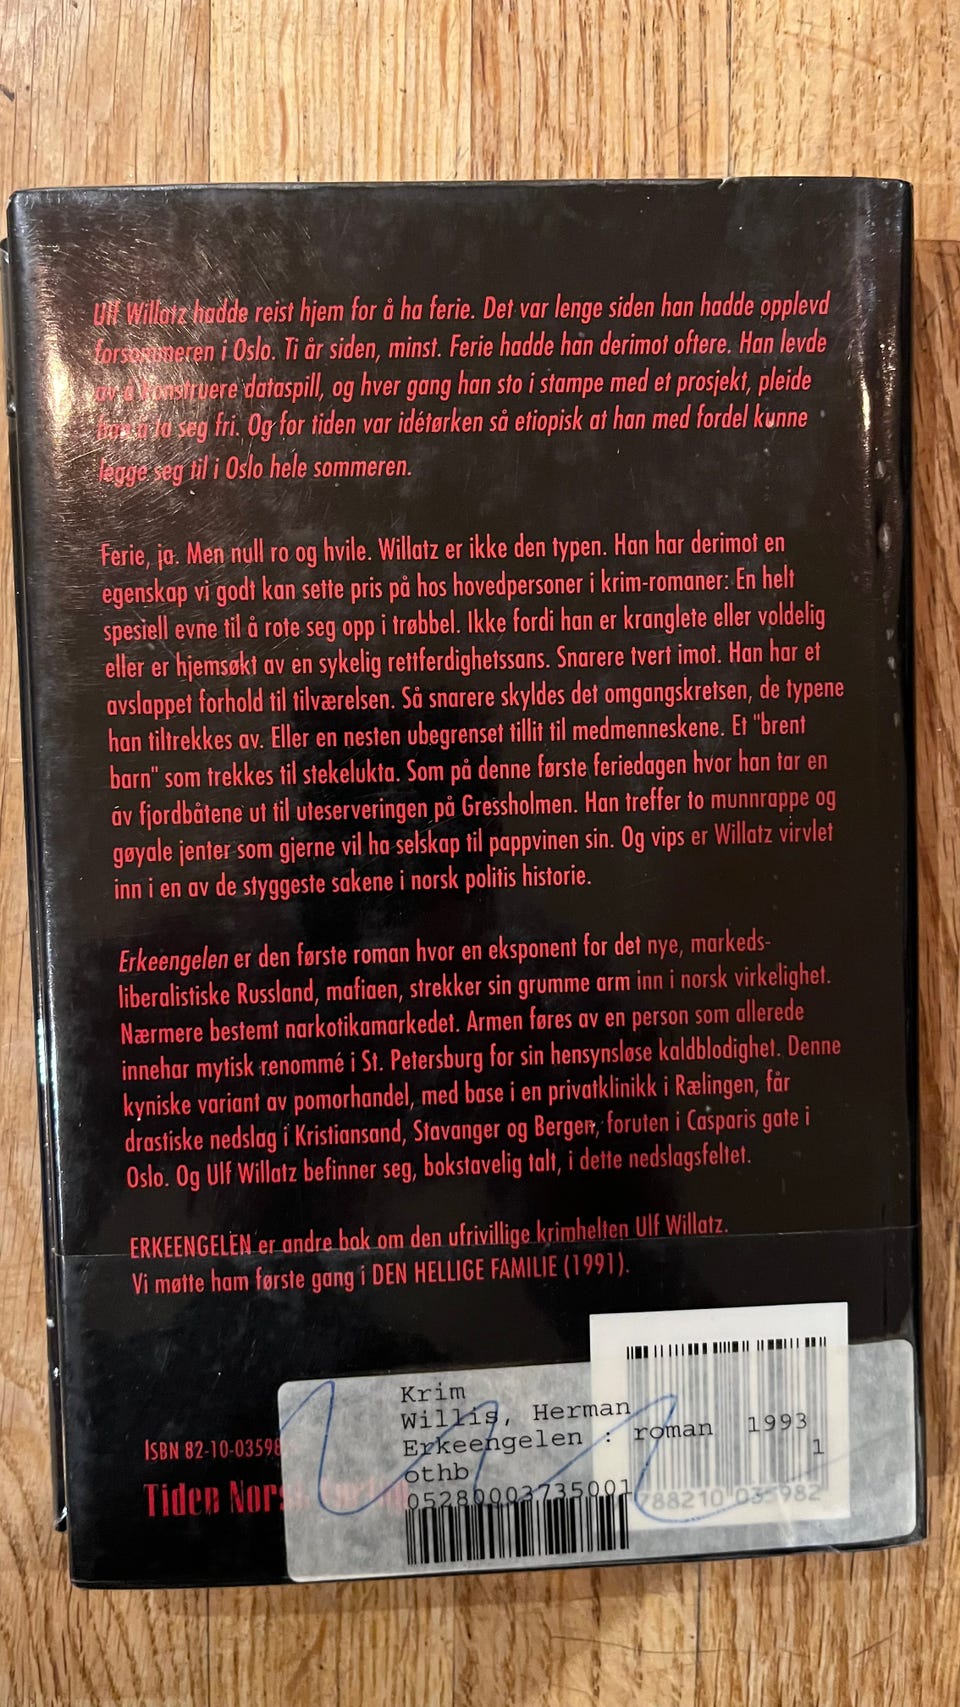 Ulf Willatz hadde reist hjem for å ha ferie. Det var lenge siden han hadde opplevd
forsommeren i Oslo. Ti år siden, minst. Ferie hadde han derimot oftere. Han levde
av å konstruere dataspill, og hver gang han sto i stampe med et prosjekt, pleide
han å ta seg fri. Og for tiden var idétørken så etiopisk at han med fordel kunne
legge seg til i Oslo hele sommeren.
Ferie, ja. Men null ro og hvile. Willatz er ikke den typen. Han har derimot en
egenskap vi godt kan sette pris på hos hovedpersoner i krim-romaner: En helt
spesiell evne til å rote seg opp i trøbbel. Ikke fordi han er kranglete eller voldelig
eller er hjemsøkt av en sykelig rettferdighetssans. Snarere tvert imot. Han har et
avslappet forhold til tilværelsen. Så snarere skyldes det omgangskretsen, de typene
han tiltrekkes av. Eller en nesten ubegrenset tillit til medmenneskene. Et "brent
barn" som trekkes til stekelukta. Som på denne første feriedagen hvor han tar en
av fjordbåtene ut til uteserveringen på Gressholmen. Han treffer to munnrappe og
gøyale jenter som gjerne vil ha selskap til pappvinen sin. Og vips er Willatz virvlet
inn i en av de styggeste sakene i norsk politis historie.
Erkeengelen er den første roman hvor en eksponent for det nye, markeds-
liberalistiske Russland, mafiaen, strekker sin grumme arm inn i norsk virkelighet.
Nærmere bestemt narkotikamarkedet. Armen føres av en person som allerede
innehar mytisk renommé i St. Petersburg for sin hensynsløse kaldblodighet. Denne
kyniske variant av pomorhandel, med base i en privatklinikk i Rælingen, får
drastiske nedslag i Kristiansand, Stavanger og Bergen, foruten i Casparis gate i
Oslo. Og Ulf Willatz befinner seg, bokstavelig talt, i dette nedslagsfeltet.
ERKEENGELEN er andre bok om den ufrivillige krimhelten Ulf Willatz.
Vi møtte ham første gang i DEN HELLIGE FAMILIE (1991).
ISBN 82-10-03598
Tiden Norsk
Krim
Willis, Herman
Erkeengelen : roman 1993
1
othb
05280003735001
788210 035982